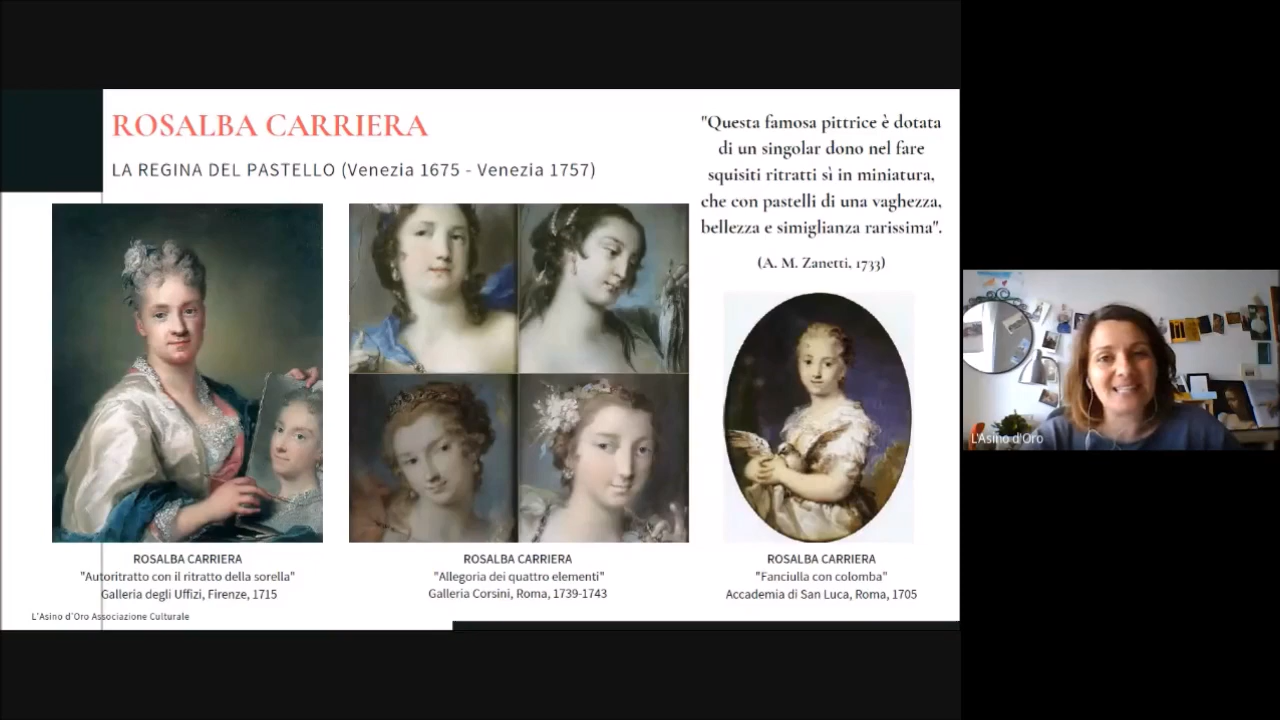 ROSALBA CARRIERA
LA REGINA DEL PASTELLO (Venezia 1675 - Venezia 1757)
"Questa famosa pittrice è dotata
di un singolar dono nel fare
squisiti ritratti sì in miniatura,
che con pastelli di una vaghezza,
bellezza e simiglianza rarissima".
(A. M. Zanetti, 1733)
ROSALBA CARRIERA
"Autoritratto con il ritratto della sorella"
Galleria degli Uffizi, Firenze, 1715
ROSALBA CARRIERA
"Allegoria dei quattro elementi"
Galleria Corsini, Roma, 1739-1743
ROSALBA CARRIERA
"Fanciulla con colomba"
Accademia di San Luca, Roma, 1705
L'Asino d'Oro Associazione Culturale
L'Asino d'Oro